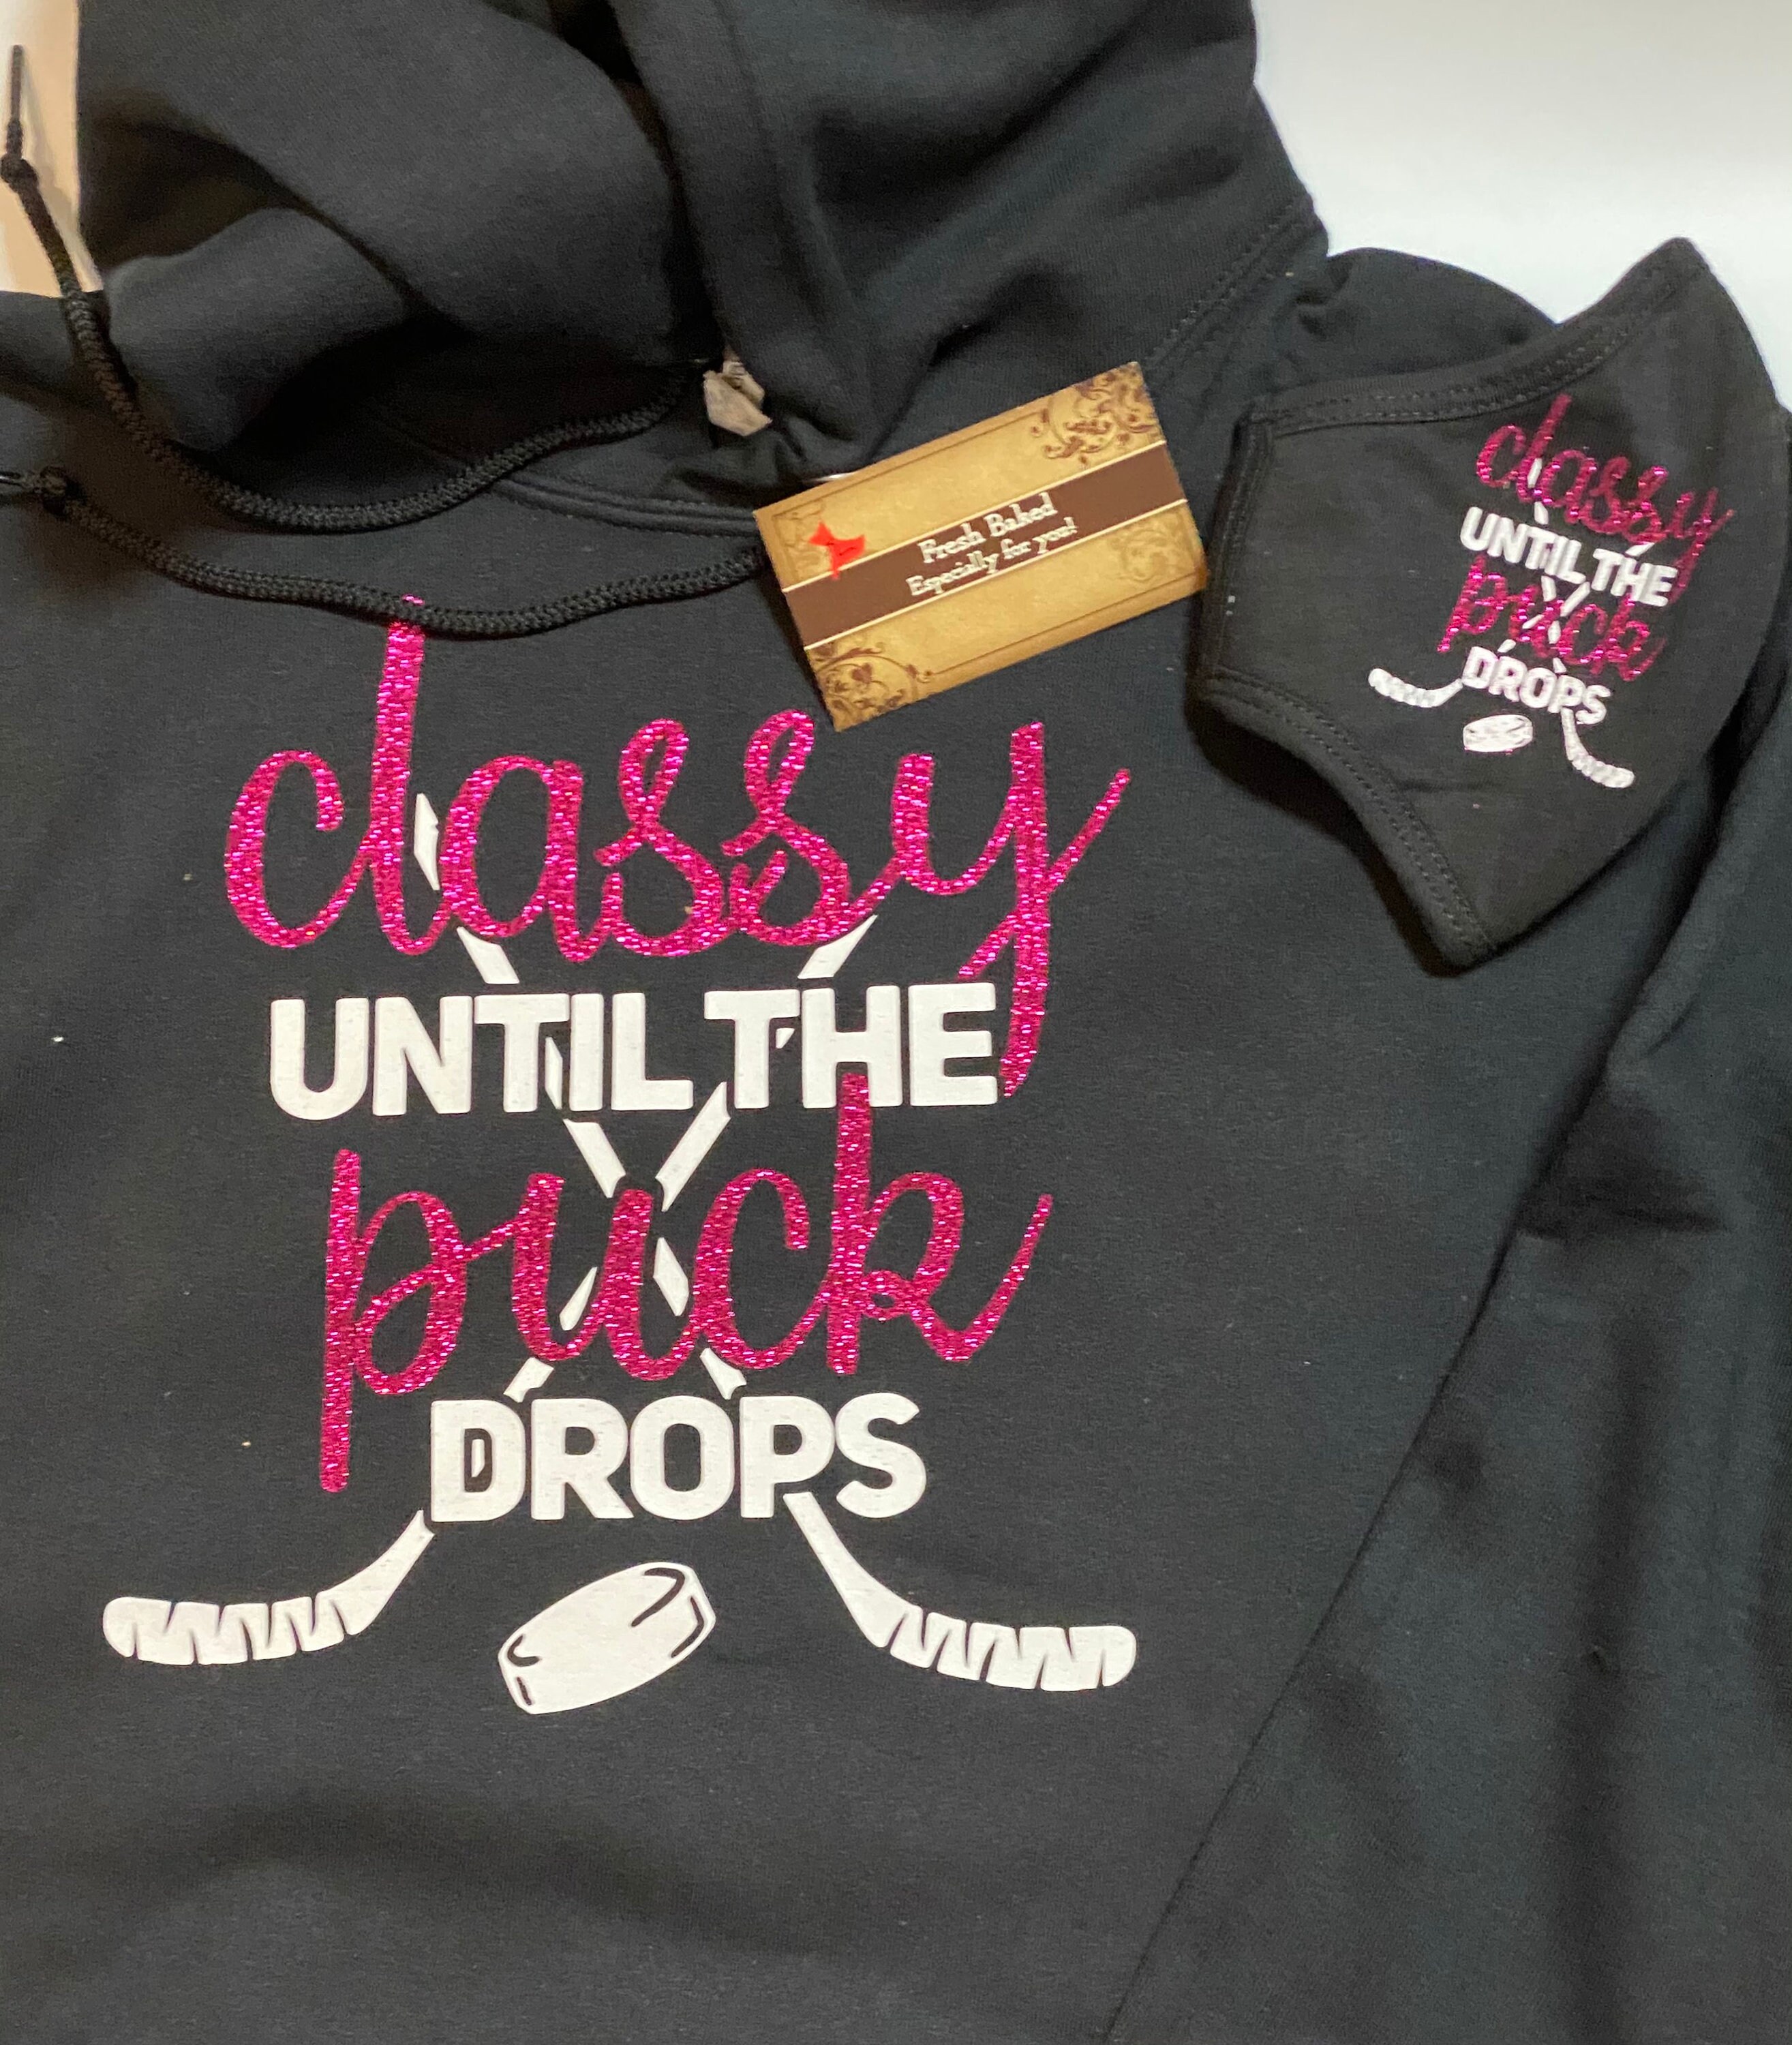 classy
UNTIL THE
puck
DROPS
Fresh Baked
Especially for you!
classy
UNTIL THE
puck
DROPS